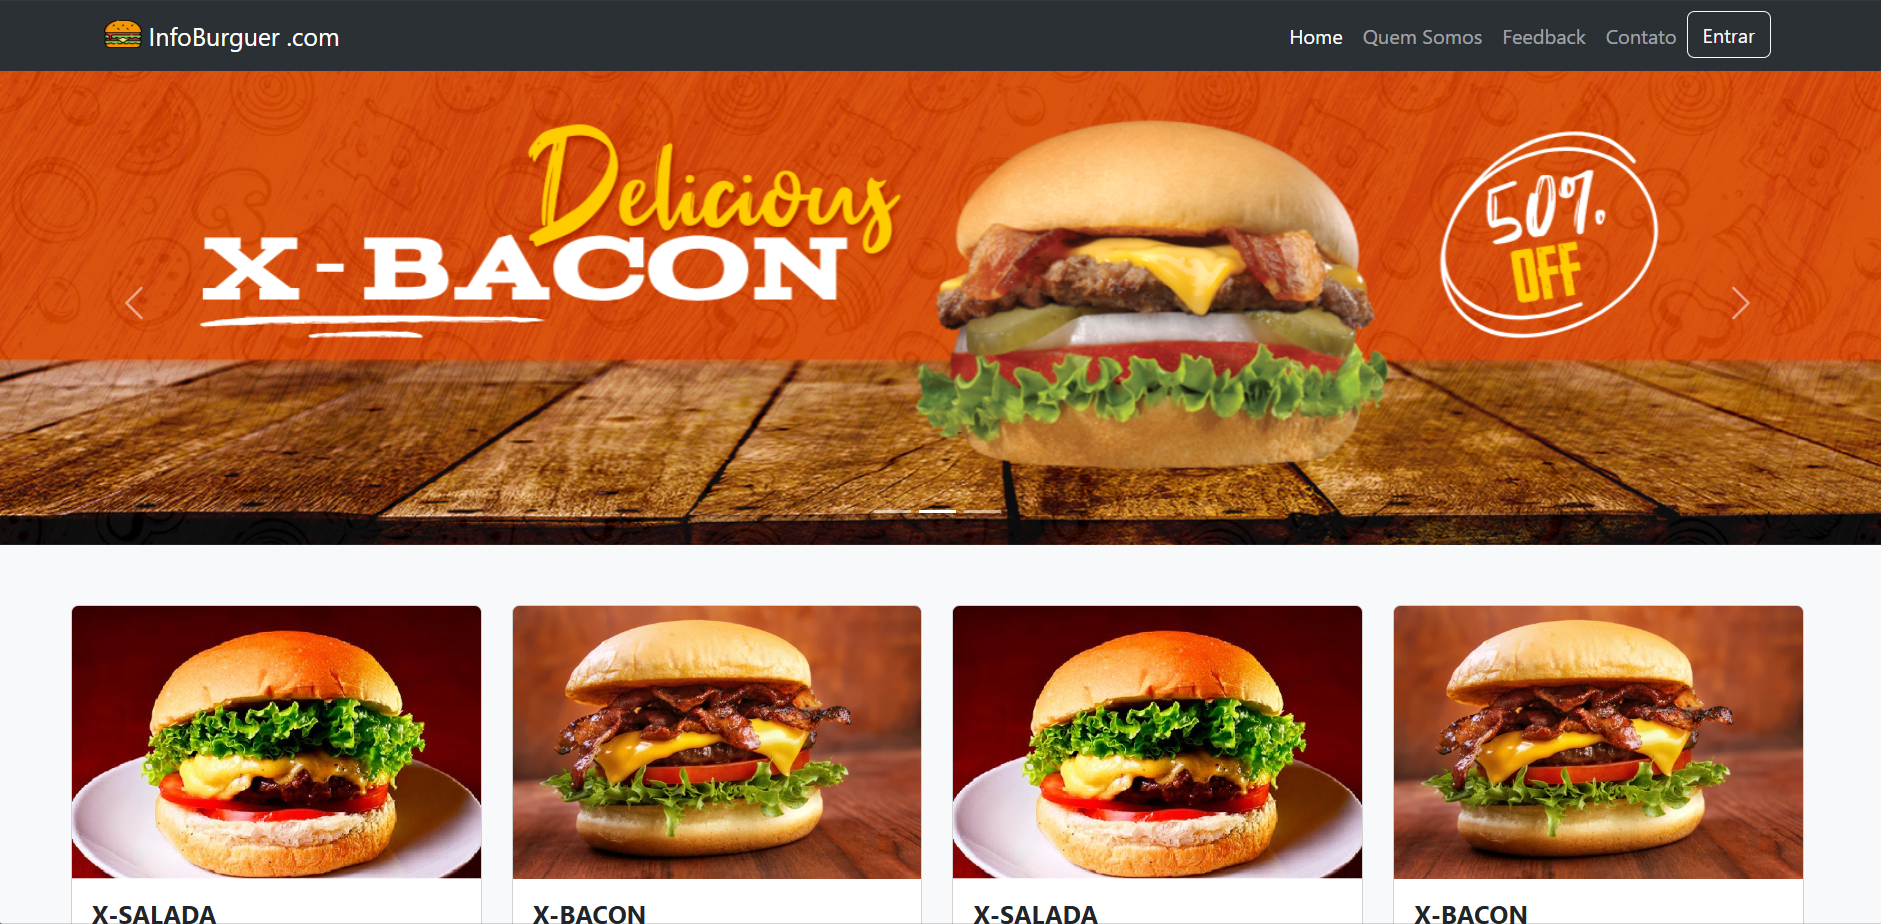 InfoBurguer .com
Home Quem Somos Feedback Contato Entrar
Delicious
X-BACON
50%
OFF
X-SALADA X-BACON X-SALADA X-BACON